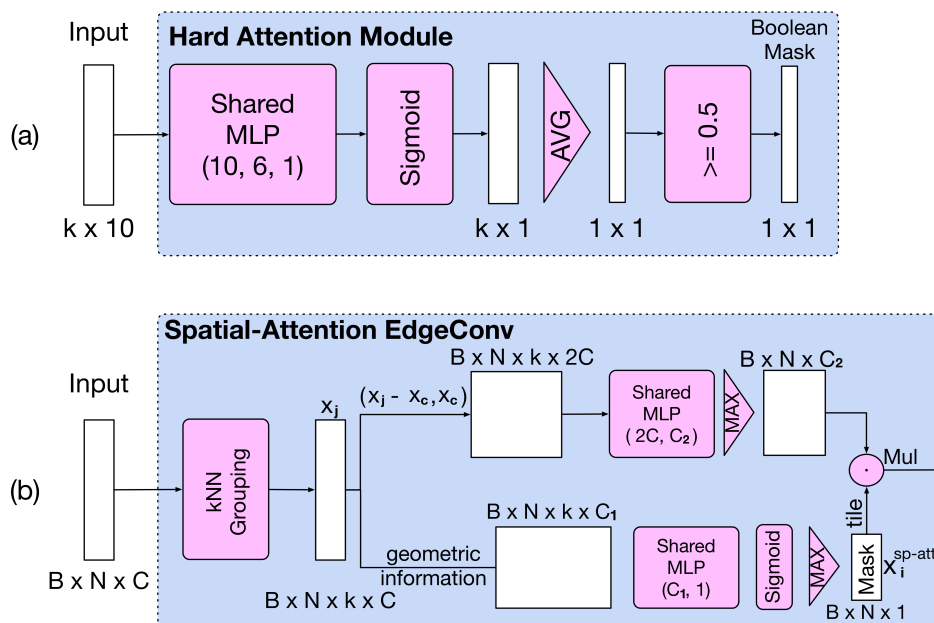 Input
Hard Attention Module
Boolean
Mask
(a)
Shared
MLP
(10, 6, 1)
Sigmoid
AVG
>= 0.5
k x 10
k x 1
1 x 1
1 x 1
Spatial-Attention EdgeConv
B x N x k x 2C
B x N x C₂
Input
xⱼ
(xⱼ - x_c, x_c)
Shared
MLP
( 2C, C₂)
MAX
(b)
kNN
Grouping
Mul
B x N x k x C₁
tile
geometric
information
Shared
MLP
(C₁, 1)
Sigmoid
MAX
Mask
xᵢ^sp-att
B x N x C
B x N x k x C
B x N x 1